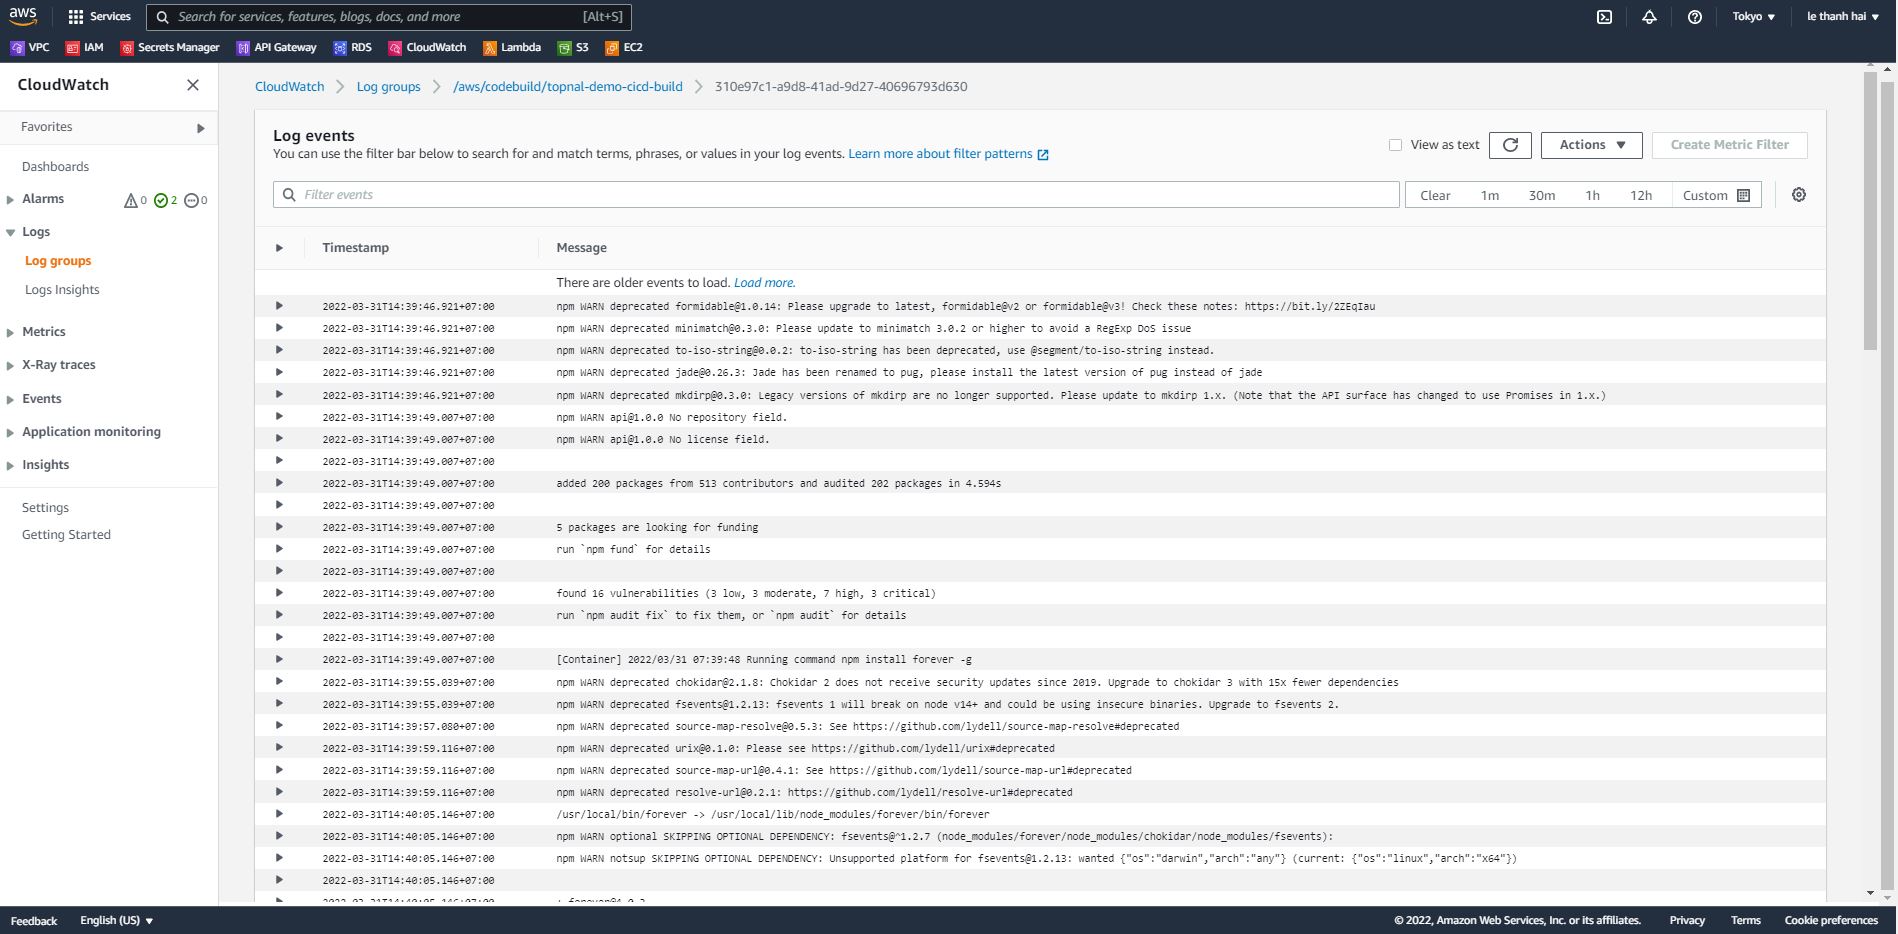 aws
Services
Search for services, features, blogs, docs, and more
[Alt+S]
Tokyo ▼
le thanh hai ▼
VPC
IAM
Secrets Manager
API Gateway
RDS
CloudWatch
Lambda
S3
EC2
CloudWatch
Favorites
Dashboards
Alarms
0
2
0
Logs
Log groups
Logs Insights
Metrics
X-Ray traces
Events
Application monitoring
Insights
Settings
Getting Started
CloudWatch > Log groups > /aws/codebuild/topnal-demo-cicd-build > 310e97c1-a9d8-41ad-9d27-40696793d630
Log events
You can use the filter bar below to search for and match terms, phrases, or values in your log events. Learn more about filter patterns
View as text
Actions ▼
Create Metric Filter
Filter events
Clear 1m 30m 1h 12h Custom
Timestamp Message
There are older events to load. Load more.
2022-03-31T14:39:46.921+07:00 npm WARN deprecated formidable@1.0.14: Please upgrade to latest, formidable@v2 or formidable@v3! Check these notes: https://bit.ly/2ZEqIau
2022-03-31T14:39:46.921+07:00 npm WARN deprecated minimatch@0.3.0: Please update to minimatch 3.0.2 or higher to avoid a RegExp DoS issue
2022-03-31T14:39:46.921+07:00 npm WARN deprecated to-iso-string@0.0.2: to-iso-string has been deprecated, use @segment/to-iso-string instead.
2022-03-31T14:39:46.921+07:00 npm WARN deprecated jade@0.26.3: Jade has been renamed to pug, please install the latest version of pug instead of jade
2022-03-31T14:39:46.921+07:00 npm WARN deprecated mkdirp@0.3.0: Legacy versions of mkdirp are no longer supported. Please update to mkdirp 1.x. (Note that the API surface has changed to use Promises in 1.x.)
2022-03-31T14:39:49.007+07:00 npm WARN api@1.0.0 No repository field.
2022-03-31T14:39:49.007+07:00 npm WARN api@1.0.0 No license field.
2022-03-31T14:39:49.007+07:00
2022-03-31T14:39:49.007+07:00 added 200 packages from 513 contributors and audited 202 packages in 4.594s
2022-03-31T14:39:49.007+07:00
2022-03-31T14:39:49.007+07:00 5 packages are looking for funding
2022-03-31T14:39:49.007+07:00 run `npm fund` for details
2022-03-31T14:39:49.007+07:00
2022-03-31T14:39:49.007+07:00 found 16 vulnerabilities (3 low, 3 moderate, 7 high, 3 critical)
2022-03-31T14:39:49.007+07:00 run `npm audit fix` to fix them, or `npm audit` for details
2022-03-31T14:39:49.007+07:00
2022-03-31T14:39:49.007+07:00 [Container] 2022/03/31 07:39:48 Running command npm install forever -g
2022-03-31T14:39:55.039+07:00 npm WARN deprecated chokidar@2.1.8: Chokidar 2 does not receive security updates since 2019. Upgrade to chokidar 3 with 15x fewer dependencies
2022-03-31T14:39:55.039+07:00 npm WARN deprecated fsevents@1.2.13: fsevents 1 will break on node v14+ and could be using insecure binaries. Upgrade to fsevents 2.
2022-03-31T14:39:57.080+07:00 npm WARN deprecated source-map-resolve@0.5.3: See https://github.com/lydell/source-map-resolve#deprecated
2022-03-31T14:39:59.116+07:00 npm WARN deprecated urix@0.1.0: Please see https://github.com/lydell/urix#deprecated
2022-03-31T14:39:59.116+07:00 npm WARN deprecated source-map-url@0.4.1: See https://github.com/lydell/source-map-url#deprecated
2022-03-31T14:39:59.116+07:00 npm WARN deprecated resolve-url@0.2.1: https://github.com/lydell/resolve-url#deprecated
2022-03-31T14:40:05.146+07:00 /usr/local/bin/forever -> /usr/local/lib/node_modules/forever/bin/forever
2022-03-31T14:40:05.146+07:00 npm WARN optional SKIPPING OPTIONAL DEPENDENCY: fsevents@^1.2.7 (node_modules/forever/node_modules/chokidar/node_modules/fsevents):
2022-03-31T14:40:05.146+07:00 npm WARN notsup SKIPPING OPTIONAL DEPENDENCY: Unsupported platform for fsevents@1.2.13: wanted {"os":"darwin","arch":"any"} (current: {"os":"linux","arch":"x64"})
2022-03-31T14:40:05.146+07:00
Feedback
English (US) ▼
© 2022, Amazon Web Services, Inc. or its affiliates.
Privacy
Terms
Cookie preferences